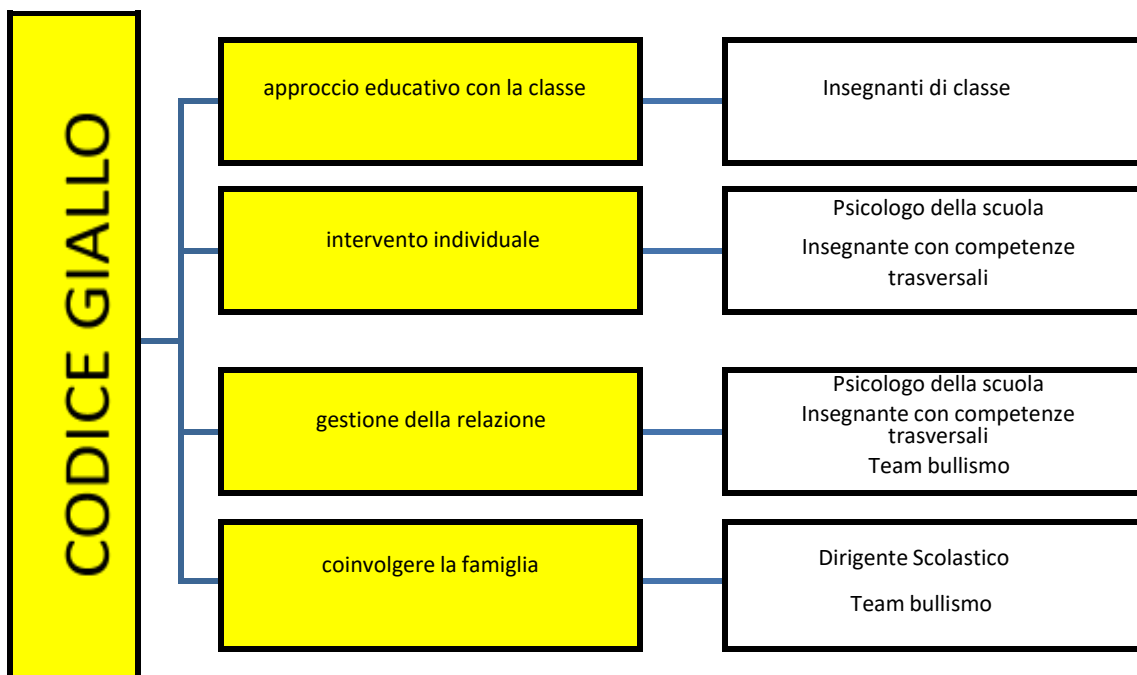 CODICE GIALLO
approccio educativo con la classe
Insegnanti di classe
intervento individuale
Psicologo della scuola
Insegnante con competenze
trasversali
gestione della relazione
Psicologo della scuola
Insegnante con competenze
trasversali
Team bullismo
coinvolgere la famiglia
Dirigente Scolastico
Team bullismo